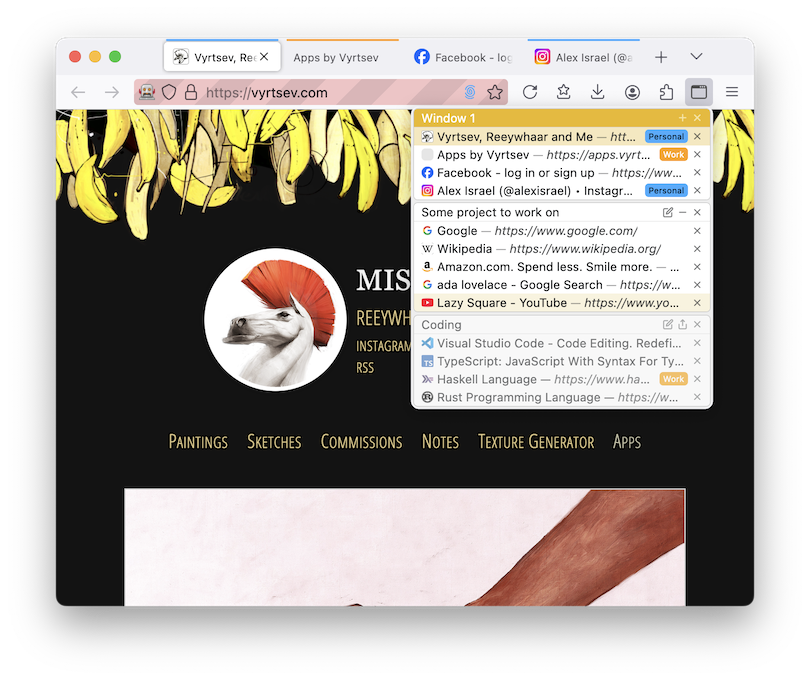 Vyrtsev, Re
Apps by Vyrtsev
Facebook - log
Alex Israel (@a
https://vyrtsev.com
Window 1
Vyrtsev, Reeywhaar and Me — htt...
Personal
Apps by Vyrtsev — https://apps.vyrt...
Work
Facebook - log in or sign up — https://ww...
Alex Israel (@alexisrael) • Instagr...
Personal
Some project to work on
Google — https://www.google.com/
Wikipedia — https://www.wikipedia.org/
Amazon.com. Spend less. Smile more. — ...
ada lovelace - Google Search — https://w...
Lazy Square - YouTube — https://www.yo...
Coding
Visual Studio Code - Code Editing. Redefi...
TypeScript: JavaScript With Syntax For Ty...
Haskell Language — https://www.ha...
Work
Rust Programming Language — https://w...
MIS
REEYWH
INSTAGRAM
RSS
Paintings Sketches Commissions Notes Texture Generator Apps